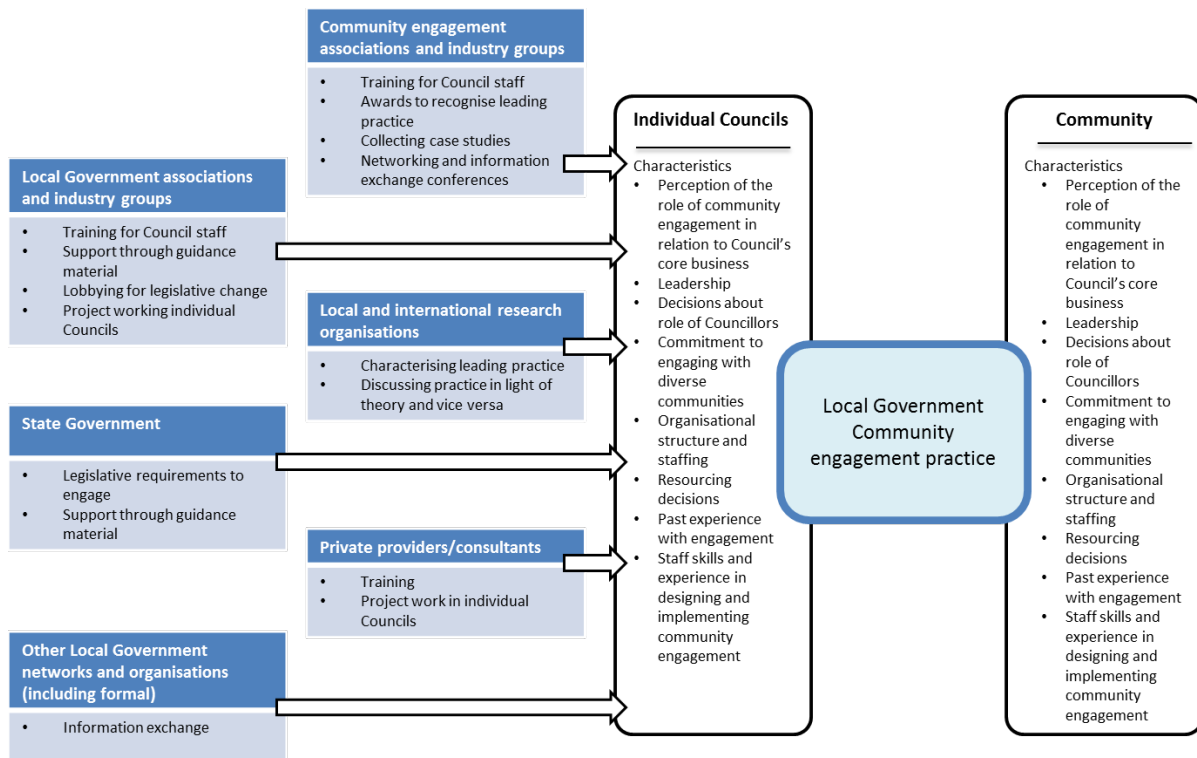 Community engagement
associations and industry groups
• Training for Council staff
• Awards to recognise leading
practice
• Collecting case studies
• Networking and information
exchange conferences
Local Government associations
and industry groups
• Training for Council staff
• Support through guidance
material
• Lobbying for legislative change
• Project working individual
Councils
Local and international research
organisations
• Characterising leading practice
• Discussing practice in light of
theory and vice versa
State Government
• Legislative requirements to
engage
• Support through guidance
material
Private providers/consultants
• Training
• Project work in individual
Councils
Other Local Government
networks and organisations
(including formal)
• Information exchange
Individual Councils
Characteristics
• Perception of the
role of community
engagement in
relation to Council’s
core business
• Leadership
• Decisions about
role of Councillors
• Commitment to
engaging with
diverse
communities
• Organisational
structure and
staffing
• Resourcing
decisions
• Past experience
with engagement
• Staff skills and
experience in
designing and
implementing
community
engagement
Local Government
Community
engagement practice
Community
Characteristics
• Perception of the
role of
community
engagement in
relation to
Council’s core
business
• Leadership
• Decisions about
role of
Councillors
• Commitment to
engaging with
diverse
communities
• Organisational
structure and
staffing
• Resourcing
decisions
• Past experience
with engagement
• Staff skills and
experience in
designing and
implementing
community
engagement